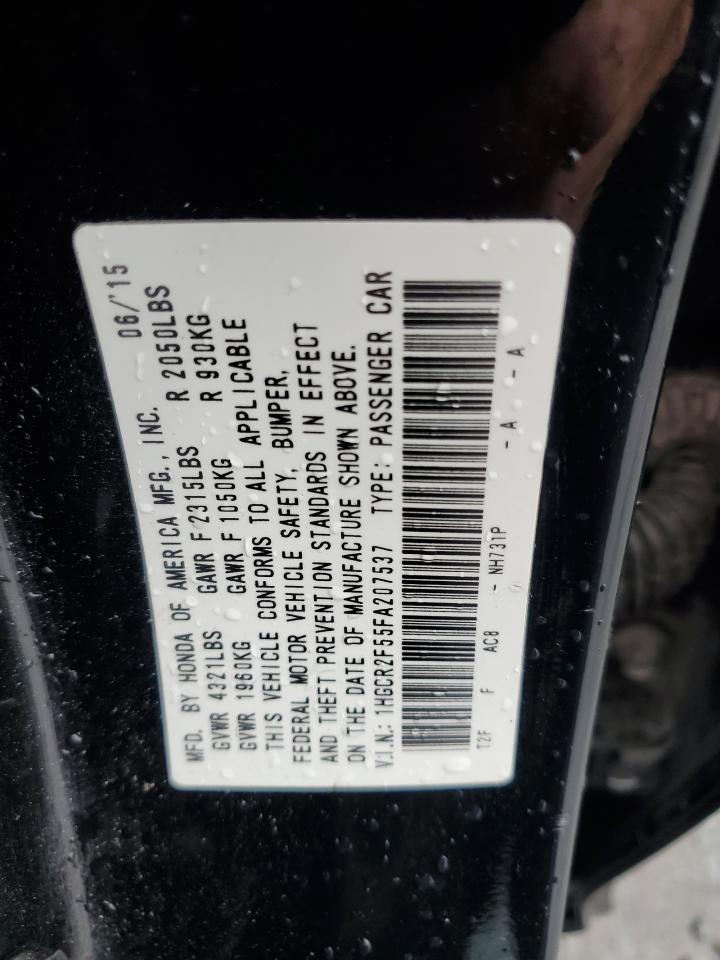 MFD. BY HONDA OF AMERICA MFG., INC. 06/'15
GVWR 4321LBS GAWR F 2315LBS R 2050LBS
GVWR 1960KG GAWR F 1050KG R 930KG
THIS VEHICLE CONFORMS TO ALL APPLICABLE
FEDERAL MOTOR VEHICLE SAFETY, BUMPER,
AND THEFT PREVENTION STANDARDS IN EFFECT
ON THE DATE OF MANUFACTURE SHOWN ABOVE.
V.I.N.: 1HGCR2F55FA207537 TYPE: PASSENGER CAR
T2F F AC8 - NH731P - A - A